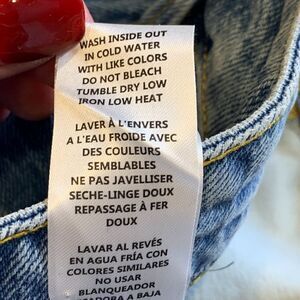 WASH INSIDE OUT
IN COLD WATER
WITH LIKE COLORS
DO NOT BLEACH
TUMBLE DRY LOW
IRON LOW HEAT
LAVER À L'ENVERS
A L'EAU FROIDE AVEC
DES COULEURS
SEMBLABLES
NE PAS JAVELLISER
SECHE-LINGE DOUX
REPASSAGE À FER
DOUX
LAVAR AL REVÉS
EN AGUA FRÍA CON
COLORES SIMILARES
NO USAR
BLANQUEADOR
A BAJA